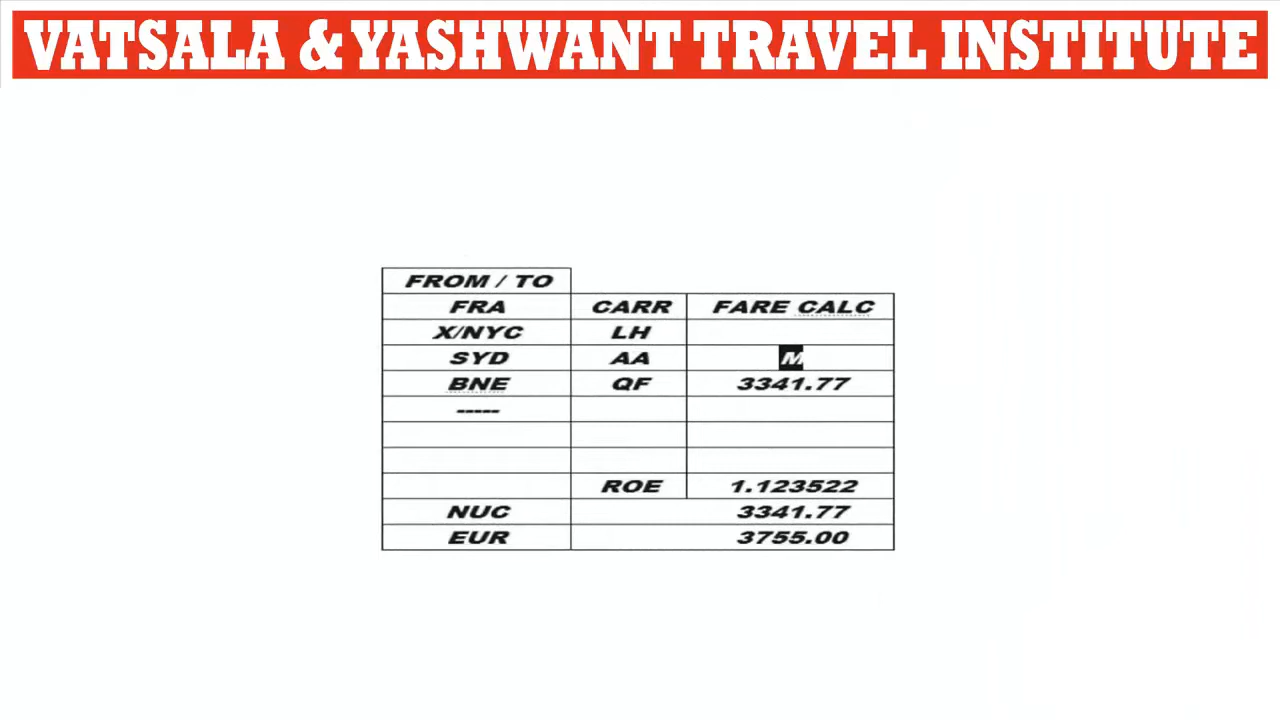 VATSALA & YASHWANT TRAVEL INSTITUTE
FROM / TO
FRA CARR FARE CALC
X/NYC LH
SYD AA M
BNE QF 3341.77
-----
ROE 1.123522
NUC 3341.77
EUR 3755.00